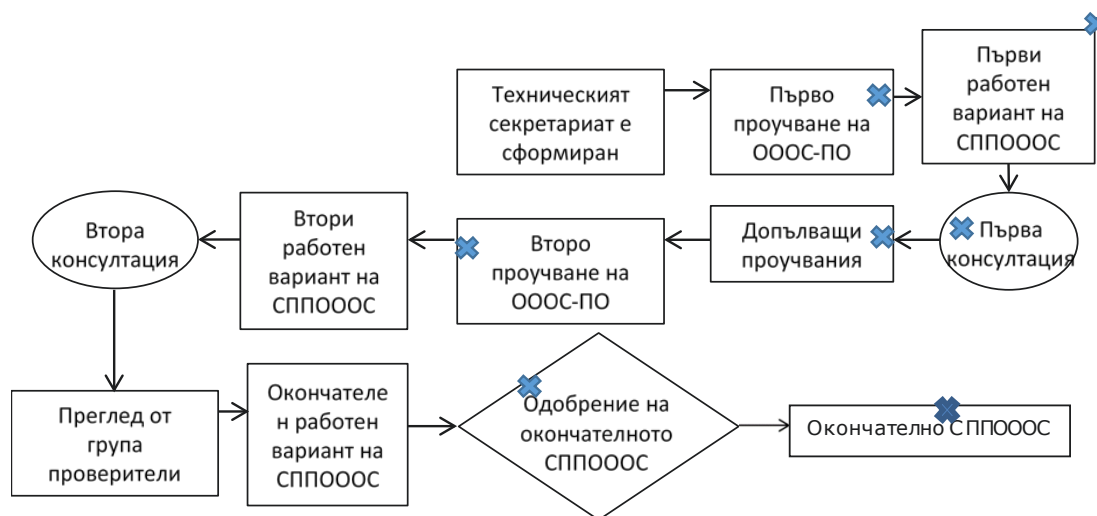 Техническият
секретариат е
сформиран
Първо
проучване на
ОООС-ПО
Първи
работен
вариант на
СППОООС
Първа
консултация
Допълващи
проучвания
Второ
проучване на
ОООС-ПО
Втори
работен
вариант на
СППОООС
Втора
консултация
Преглед от
група
проверители
Окончателе
н работен
вариант на
СППОООС
Одобрение на
окончателното
СППОООС
Окончателно СППОООС